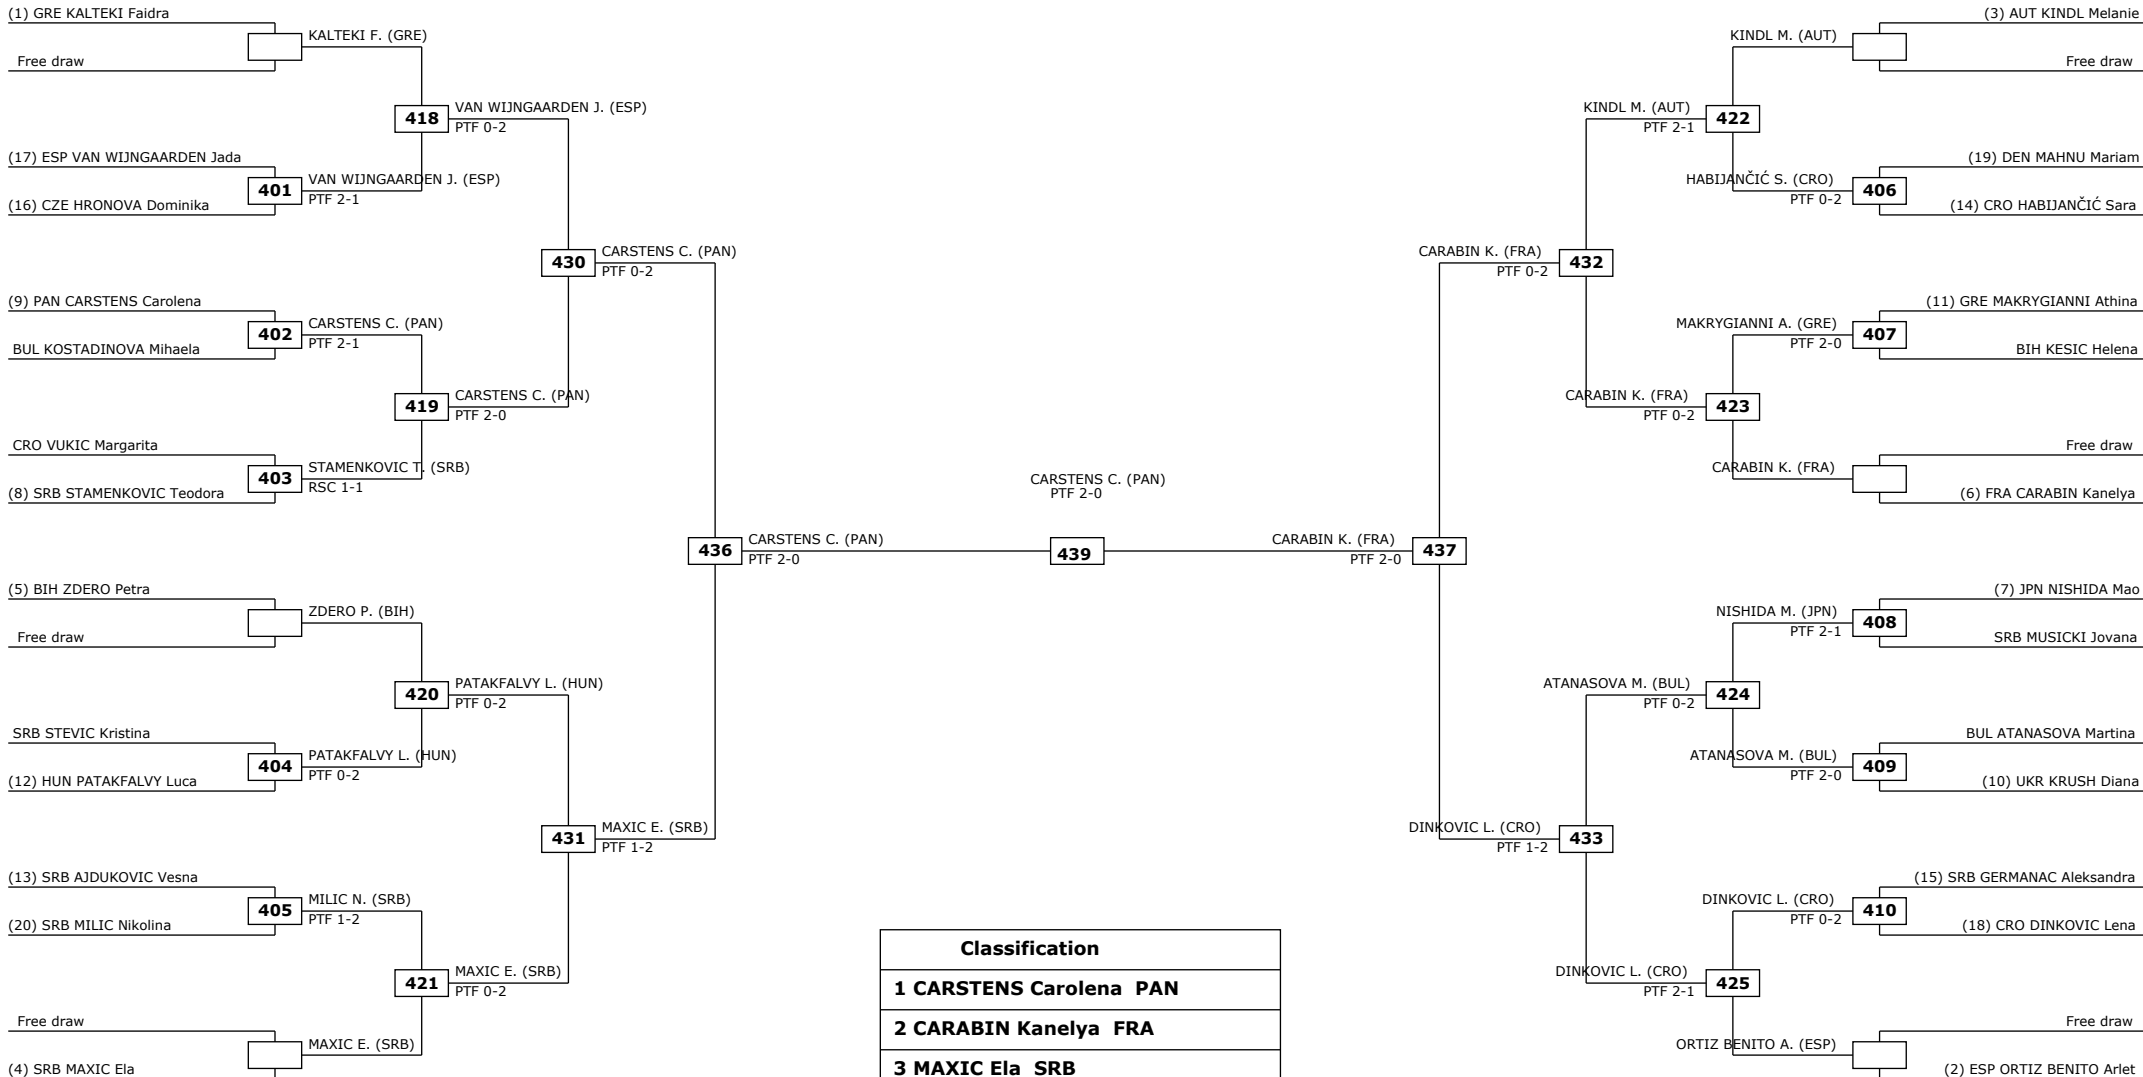 (1) GRE KALTEKI Faidra
KALTEKI F. (GRE)
Free draw
418
VAN WIJNGAARDEN J. (ESP)
PTF 0-2
(17) ESP VAN WIJNGAARDEN Jada
401
VAN WIJNGAARDEN J. (ESP)
PTF 2-1
(16) CZE HRONOVA Dominika
430
CARSTENS C. (PAN)
PTF 0-2
(9) PAN CARSTENS Carolena
402
CARSTENS C. (PAN)
PTF 2-1
BUL KOSTADINOVA Mihaela
419
CARSTENS C. (PAN)
PTF 2-0
CRO VUKIC Margarita
403
STAMENKOVIC T. (SRB)
RSC 1-1
(8) SRB STAMENKOVIC Teodora
436
CARSTENS C. (PAN)
PTF 2-0
(5) BIH ZDERO Petra
ZDERO P. (BIH)
Free draw
420
PATAKFALVY L. (HUN)
PTF 0-2
SRB STEVIC Kristina
404
PATAKFALVY L. (HUN)
PTF 0-2
(12) HUN PATAKFALVY Luca
431
MAXIC E. (SRB)
PTF 1-2
(13) SRB AJDUKOVIC Vesna
405
MILIC N. (SRB)
PTF 1-2
(20) SRB MILIC Nikolina
421
MAXIC E. (SRB)
PTF 0-2
Free draw
MAXIC E. (SRB)
(4) SRB MAXIC Ela
CARSTENS C. (PAN)
PTF 2-0
439
(3) AUT KINDL Melanie
KINDL M. (AUT)
Free draw
KINDL M. (AUT)
PTF 2-1
422
(19) DEN MAHNU Mariam
HABIJANČIĆ S. (CRO)
PTF 0-2
406
(14) CRO HABIJANČIĆ Sara
CARABIN K. (FRA)
PTF 0-2
432
(11) GRE MAKRYGIANNI Athina
MAKRYGIANNI A. (GRE)
PTF 2-0
407
BIH KESIC Helena
CARABIN K. (FRA)
PTF 0-2
423
Free draw
CARABIN K. (FRA)
(6) FRA CARABIN Kanelya
CARABIN K. (FRA)
PTF 2-0
437
(7) JPN NISHIDA Mao
NISHIDA M. (JPN)
PTF 2-1
408
SRB MUSICKI Jovana
ATANASOVA M. (BUL)
PTF 0-2
424
BUL ATANASOVA Martina
ATANASOVA M. (BUL)
PTF 2-0
409
(10) UKR KRUSH Diana
DINKOVIC L. (CRO)
PTF 1-2
433
(15) SRB GERMANAC Aleksandra
DINKOVIC L. (CRO)
PTF 0-2
410
(18) CRO DINKOVIC Lena
DINKOVIC L. (CRO)
PTF 2-1
425
Free draw
ORTIZ BENITO A. (ESP)
(2) ESP ORTIZ BENITO Arlet
Classification
1 CARSTENS Carolena PAN
2 CARABIN Kanelya FRA
3 MAXIC Ela SRB